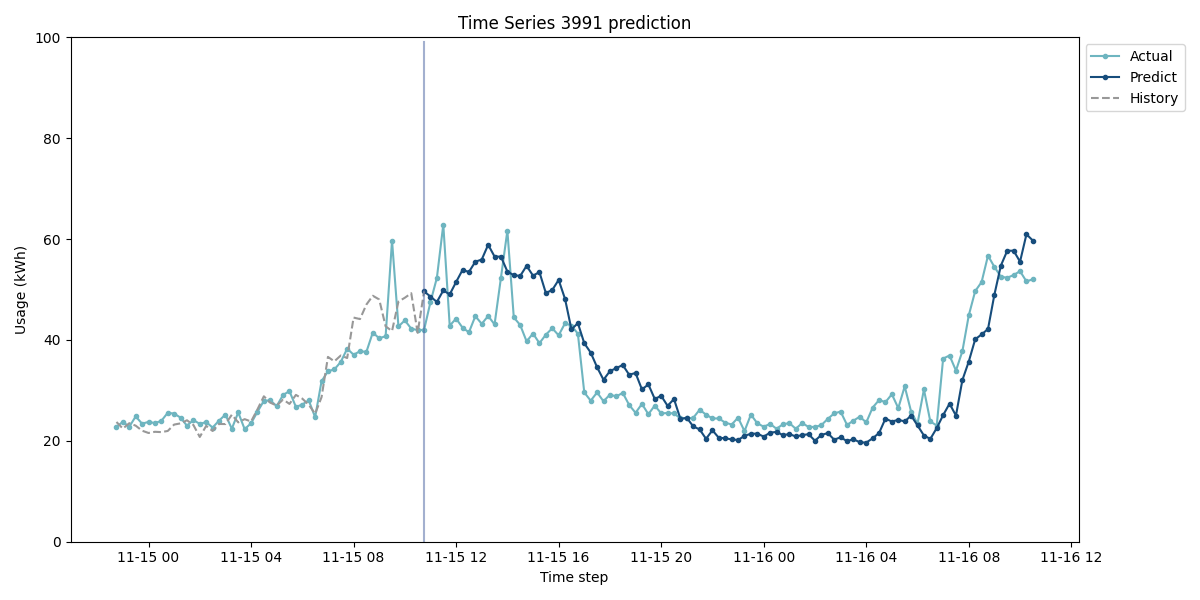 Time Series 3991 prediction
100
80
60
40
20
0
Usage (kWh)
11-15 00
11-15 04
11-15 08
11-15 12
11-15 16
11-15 20
11-16 00
11-16 04
11-16 08
11-16 12
Time step
Actual
Predict
History